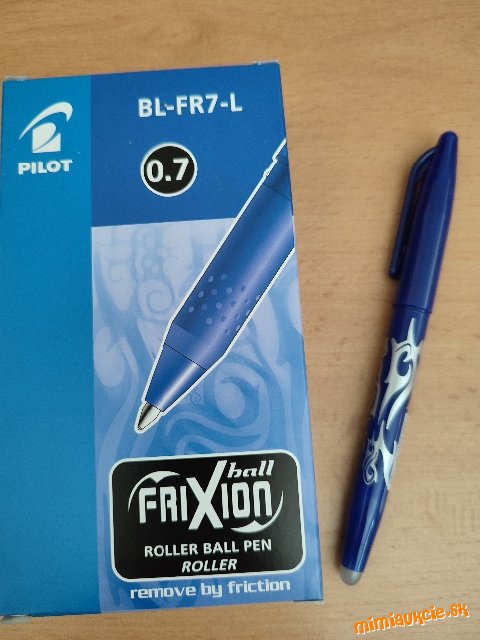 BL-FR7-L
PILOT
0.7
ball
FRIXION
ROLLER BALL PEN
ROLLER
remove by friction
mimiaukcie.sk